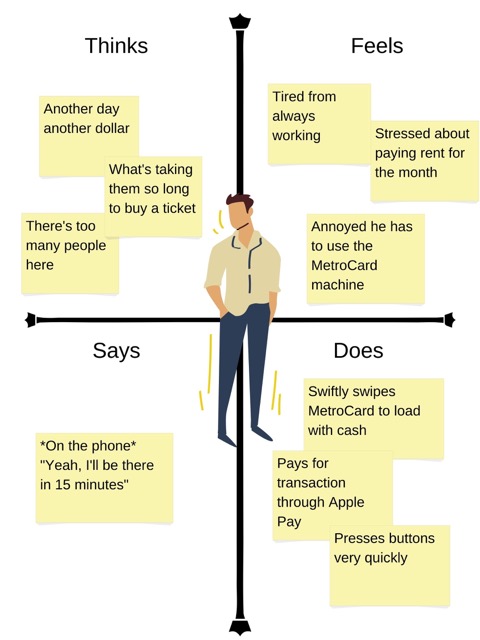 Thinks
Another day
another dollar
What's taking
them so long
to buy a ticket
There's too
many people
here
Feels
Tired from
always
working
Stressed about
paying rent for
the month
Annoyed he has
to use the
MetroCard
machine
Says
*On the phone*
"Yeah, I'll be there
in 15 minutes"
Does
Swiftly swipes
MetroCard to load
with cash
Pays for
transaction
through Apple
Pay
Presses buttons
very quickly